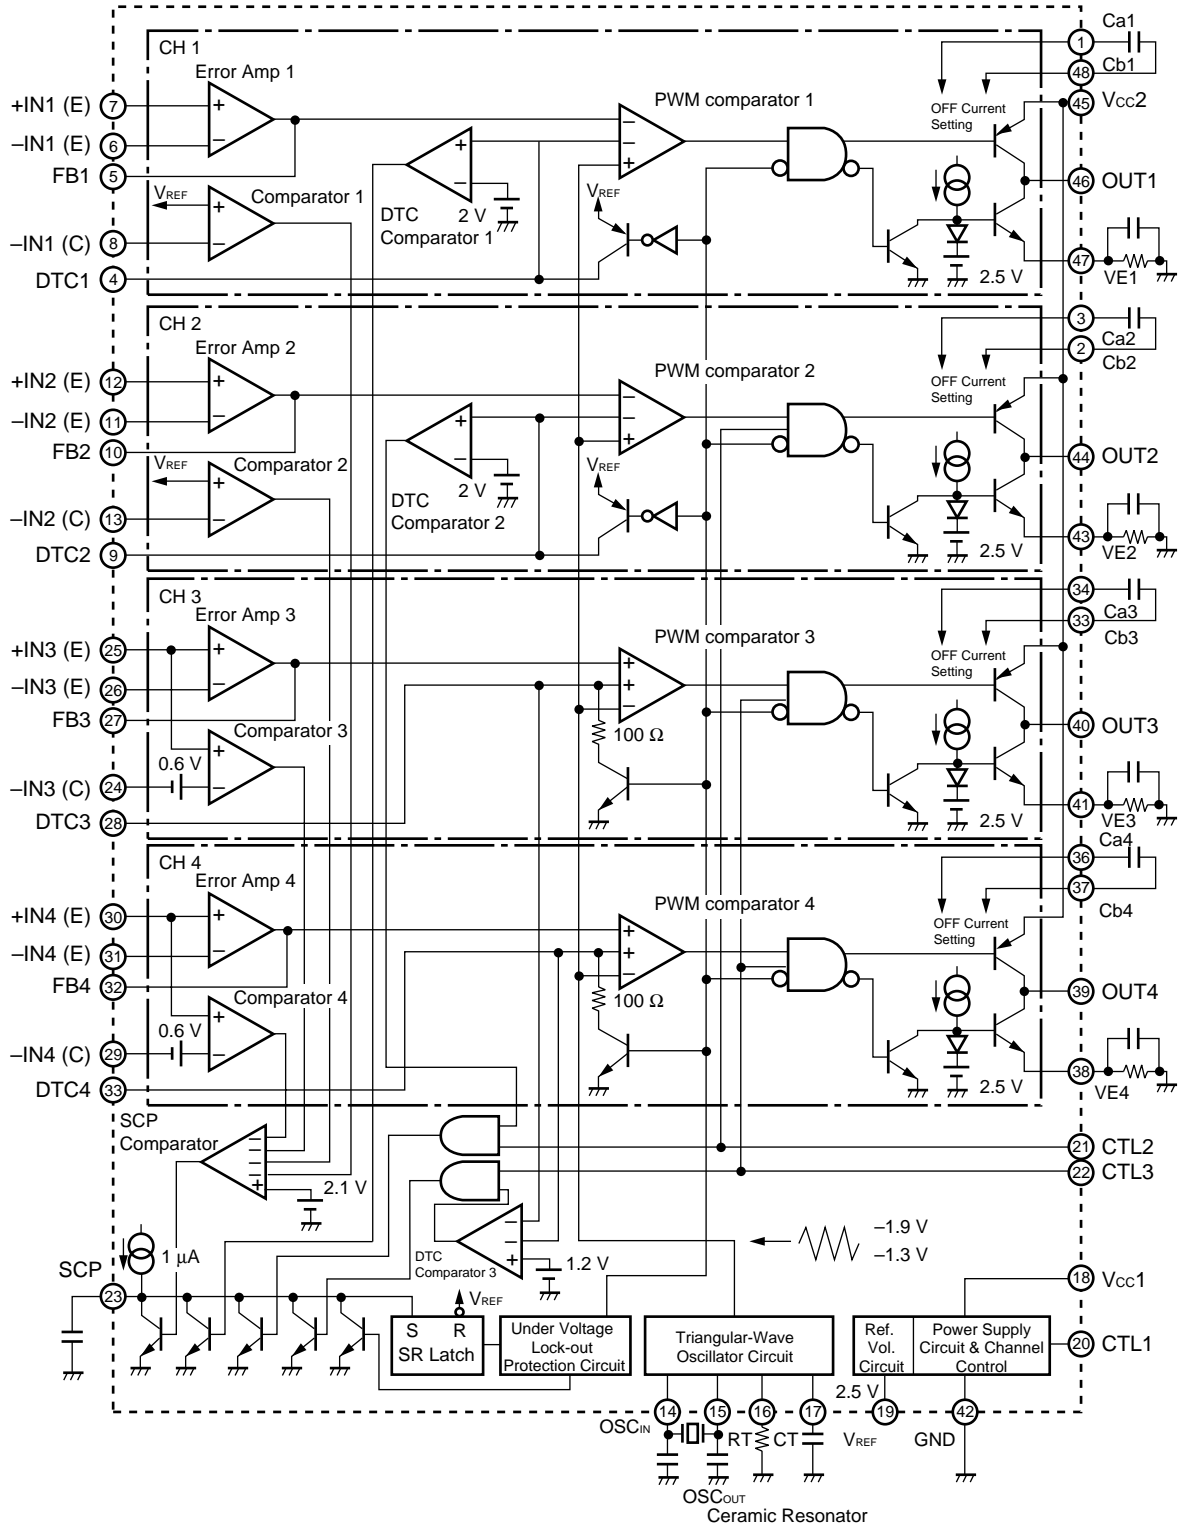 CH 1
Error Amp 1
+IN1 (E) 7
–IN1 (E) 6
FB1 5
VREF
Comparator 1
–IN1 (C) 8
DTC1 4
DTC
Comparator 1
2 V
PWM comparator 1
VREF
OFF Current
Setting
2.5 V
1 Ca1
48 Cb1
45 VCC2
46 OUT1
47 VE1
CH 2
Error Amp 2
+IN2 (E) 12
–IN2 (E) 11
FB2 10
VREF
Comparator 2
–IN2 (C) 13
DTC2 9
DTC
Comparator 2
2 V
PWM comparator 2
VREF
OFF Current
Setting
2.5 V
3 Ca2
2 Cb2
44 OUT2
43 VE2
CH 3
Error Amp 3
+IN3 (E) 25
–IN3 (E) 26
FB3 27
Comparator 3
0.6 V
–IN3 (C) 24
DTC3 28
PWM comparator 3
100 Ω
OFF Current
Setting
2.5 V
34 Ca3
33 Cb3
40 OUT3
41 VE3
CH 4
Error Amp 4
+IN4 (E) 30
–IN4 (E) 31
FB4 32
Comparator 4
0.6 V
–IN4 (C) 29
DTC4 33
PWM comparator 4
100 Ω
OFF Current
Setting
2.5 V
Ca4
36
37 Cb4
39 OUT4
38 VE4
SCP
Comparator
2.1 V
21 CTL2
22 CTL3
DTC
Comparator 3
1.2 V
–1.9 V
–1.3 V
1 µA
SCP 23
VREF
S R
SR Latch
Under Voltage
Lock-out
Protection Circuit
Triangular-Wave
Oscillator Circuit
Ref.
Vol.
Circuit
Power Supply
Circuit & Channel
Control
18 VCC1
20 CTL1
2.5 V
14 15 16 17 19 42
OSCIN RT CT VREF GND
OSCOUT
Ceramic Resonator